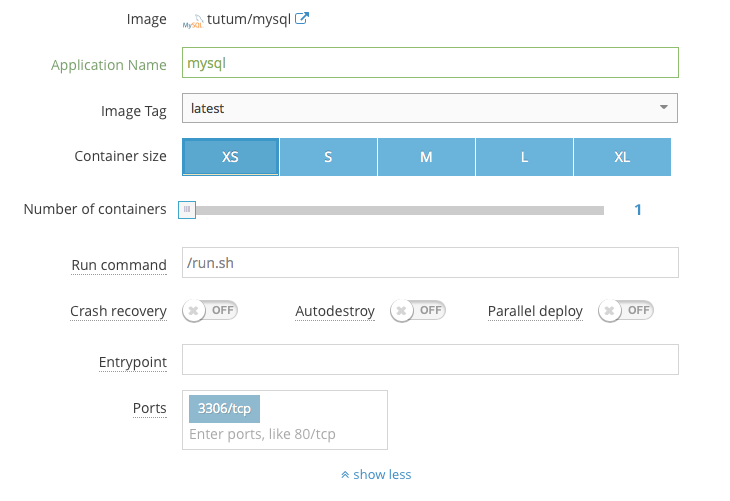 Image MySQL tutum/mysql
Application Name mysql
Image Tag latest
Container size XS S M L XL
Number of containers 1
Run command /run.sh
Crash recovery OFF Autodestroy OFF Parallel deploy OFF
Entrypoint
Ports 3306/tcp
Enter ports, like 80/tcp
show less